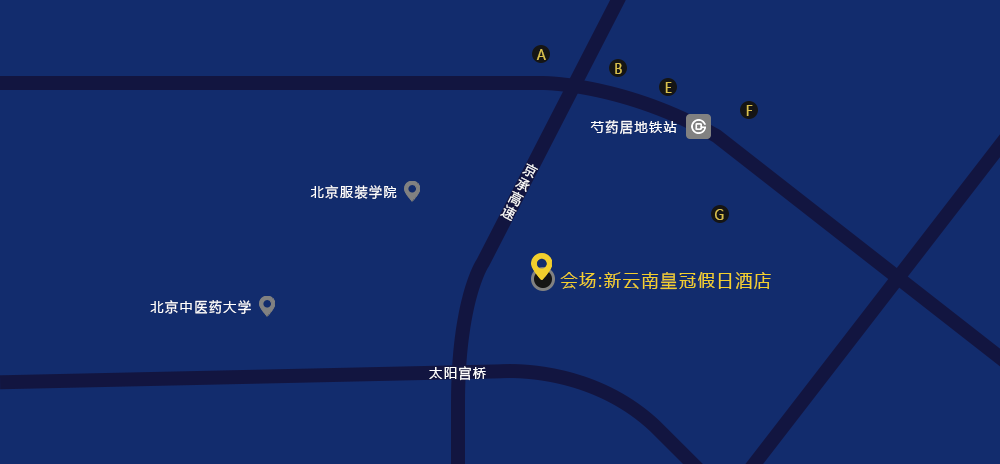 A
B
E
F
芍药居地铁站
京承高速
北京服装学院
G
会场:新云南皇冠假日酒店
北京中医药大学
太阳宫桥